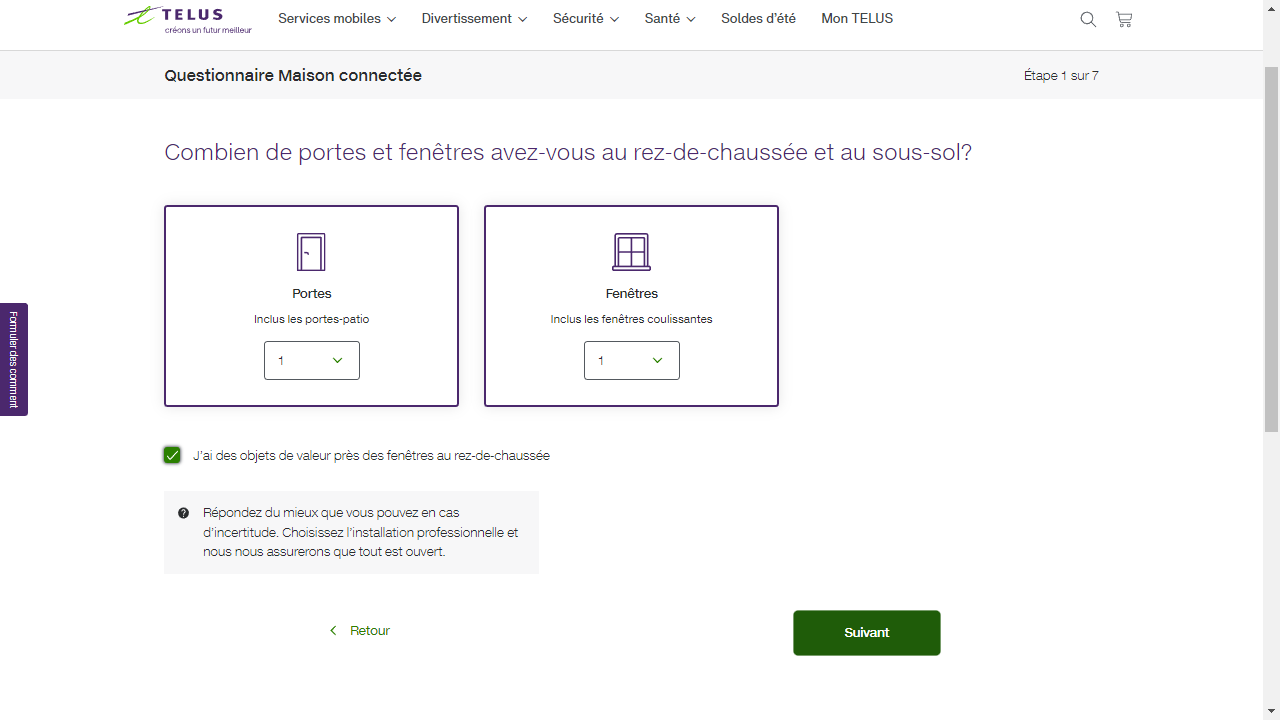 TELUS
créons un futur meilleur
Services mobiles
Divertissement
Sécurité
Santé
Soldes d'été
Mon TELUS
Questionnaire Maison connectée
Étape 1 sur 7
Combien de portes et fenêtres avez-vous au rez-de-chaussée et au sous-sol?
Portes
Inclus les portes-patio
1
Fenêtres
Inclus les fenêtres coulissantes
1
Formuler des comment
J'ai des objets de valeur près des fenêtres au rez-de-chaussée
Répondez du mieux que vous pouvez en cas
d'incertitude. Choisissez l'installation professionnelle et
nous nous assurerons que tout est ouvert.
Retour
Suivant